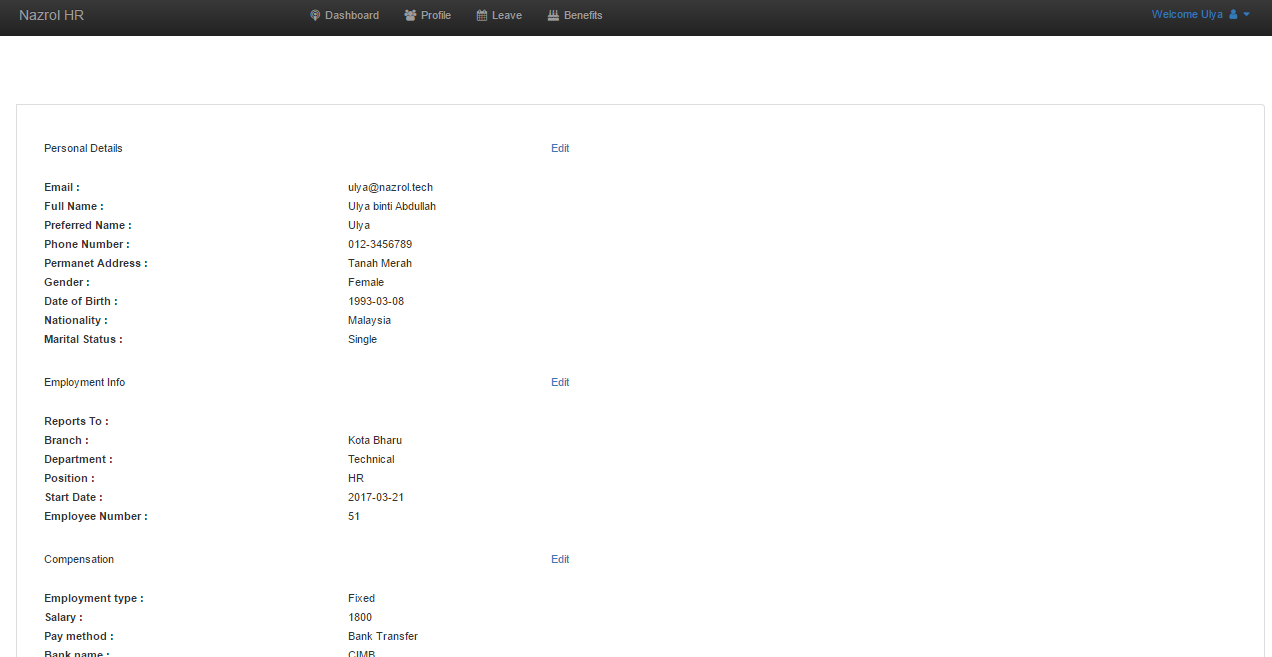 Nazrol HR Dashboard Profile Leave Benefits Welcome Ulya
Personal Details Edit
Email : ulya@nazrol.tech
Full Name : Ulya binti Abdullah
Preferred Name : Ulya
Phone Number : 012-3456789
Permanet Address : Tanah Merah
Gender : Female
Date of Birth : 1993-03-08
Nationality : Malaysia
Marital Status : Single
Employment Info Edit
Reports To :
Branch : Kota Bharu
Department : Technical
Position : HR
Start Date : 2017-03-21
Employee Number : 51
Compensation Edit
Employment type : Fixed
Salary : 1800
Pay method : Bank Transfer
Bank name : CIMB